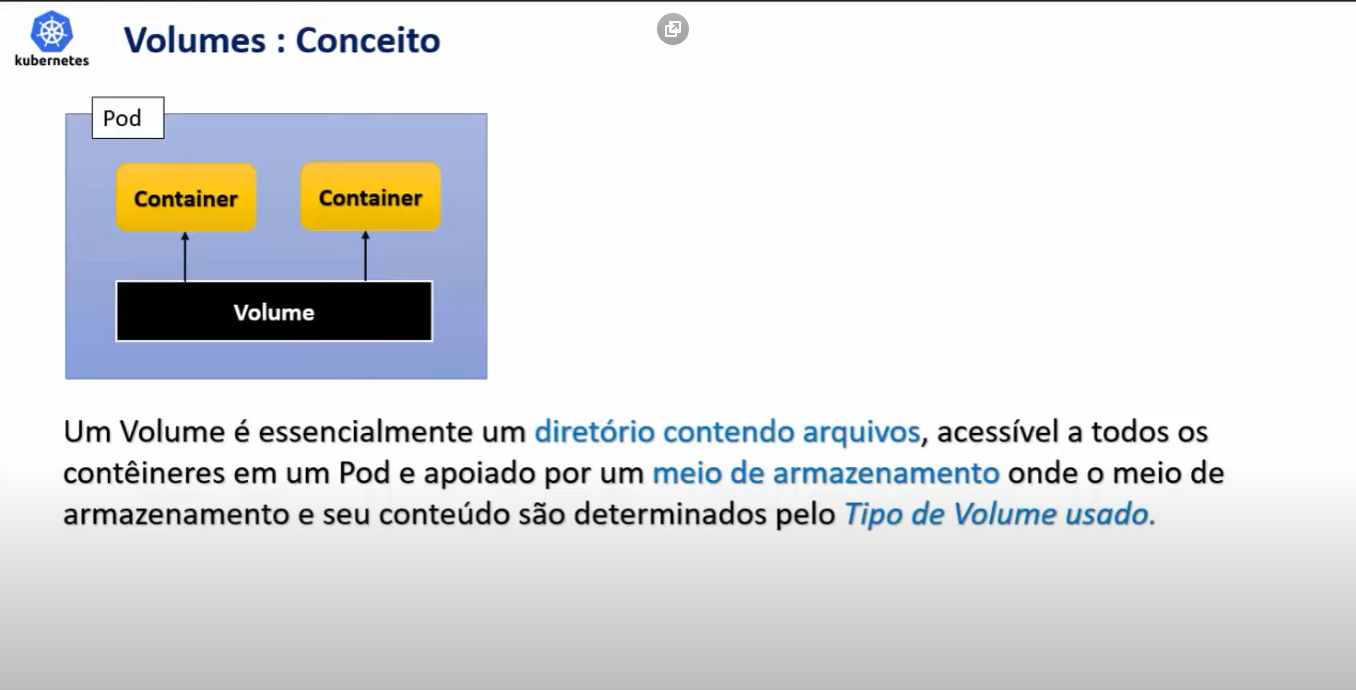 kubernetes
Volumes : Conceito
Pod
Container
Container
Volume
Um Volume é essencialmente um diretório contendo arquivos, acessível a todos os
contêineres em um Pod e apoiado por um meio de armazenamento onde o meio de
armazenamento e seu conteúdo são determinados pelo Tipo de Volume usado.